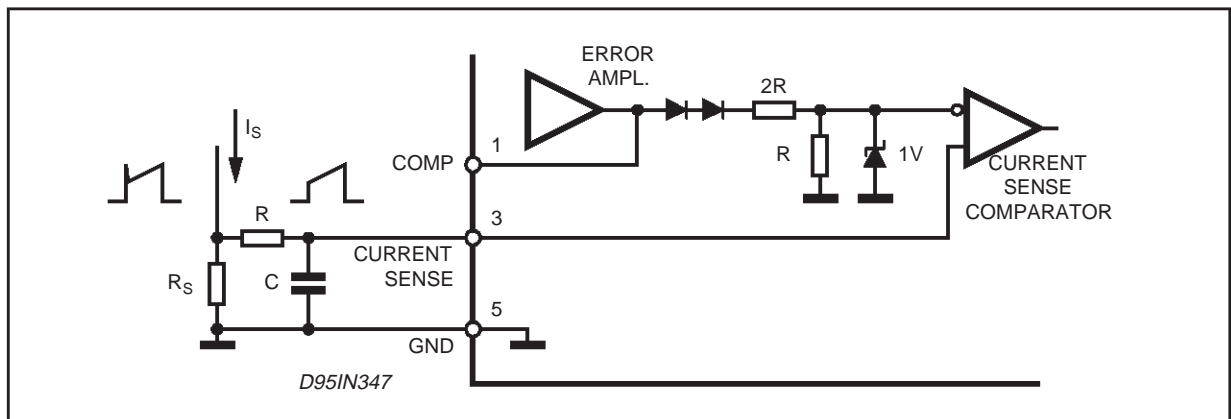 ERROR
AMPL.
2R
I_S
1
COMP
R
1V
CURRENT
SENSE
COMPARATOR
R
3
CURRENT
SENSE
R_S
C
5
GND
D95IN347